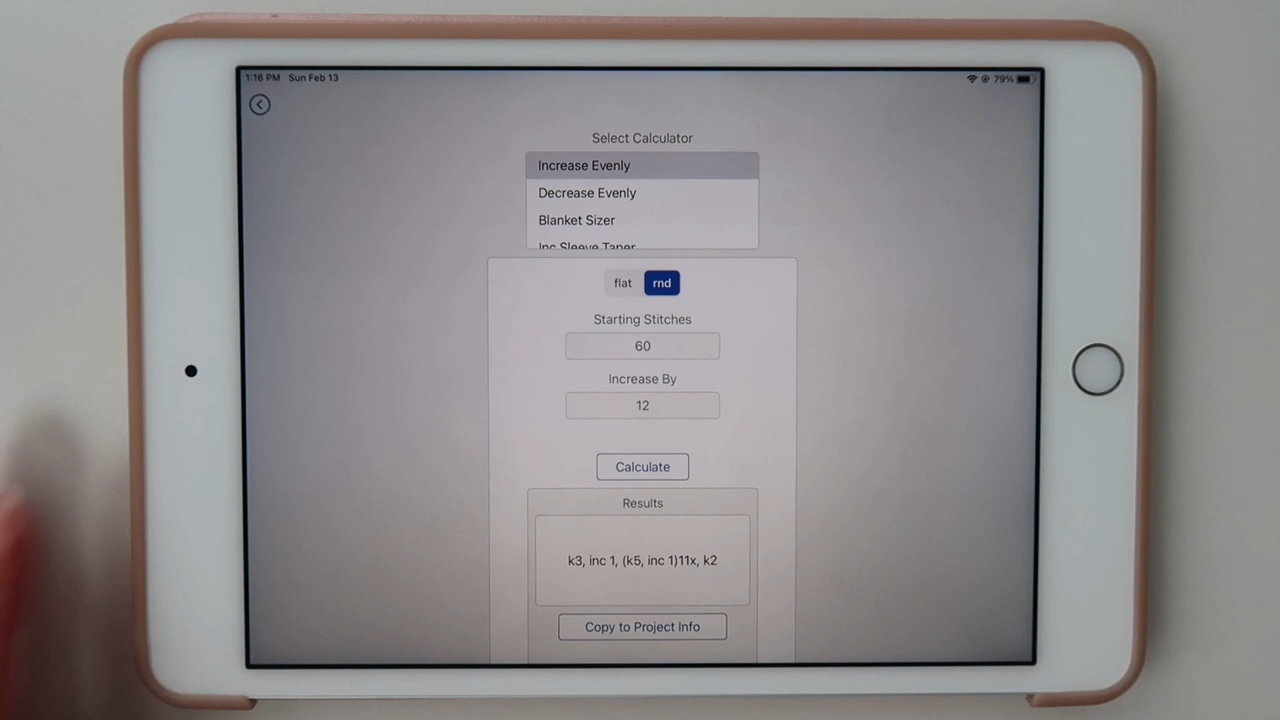 1:16 PM Sun Feb 13
79%
Select Calculator
Increase Evenly
Decrease Evenly
Blanket Sizer
Inc Sleeve Taper
flat rnd
Starting Stitches
60
Increase By
12
Calculate
Results
k3, inc 1, (k5, inc 1)11x, k2
Copy to Project Info